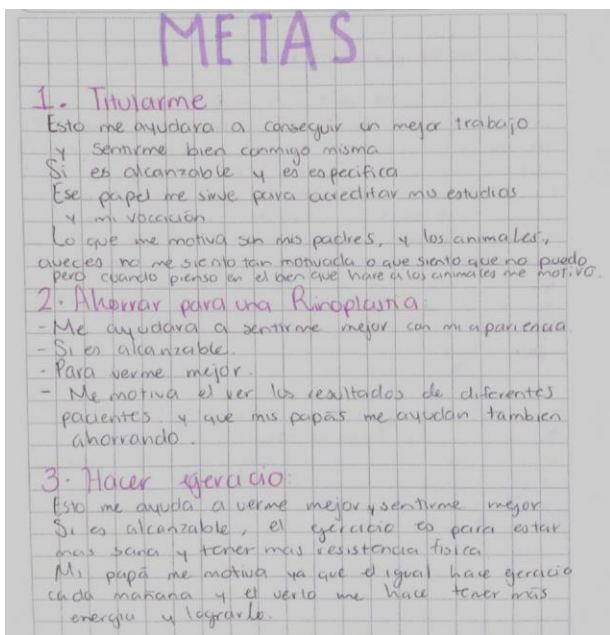 METAS
1. Titularme
Esto me ayudara a conseguir un mejor trabajo
y sentirme bien conmigo misma
Si es alcanzable y es especifica
Ese papel me sirve para acreditar mis estudios
y mi vocación
Lo que me motiva son mis padres, y los animales,
aveces no me siento tan motivada o que siento que no puedo
pero cuando pienso en el bien que hare a los animales me motivo.
2. Ahorrar para una Rinoplastia
- Me ayudara a sentirme mejor con mi apariencia
- Si es alcanzable.
- Para verme mejor.
- Me motiva el ver los resultados de diferentes
pacientes y que mis papás me ayudan tambien
ahorrando.
3. Hacer egercicio:
Esto me ayuda a verme mejor y sentirme mejor
Si es alcanzable, el gercicio es para estar
mas sana y tener mas resistencia fisica
Mi papá me motiva ya que el igual hace gercicio
cada mañana y el verlo me hace tener más
energia y lograrlo.